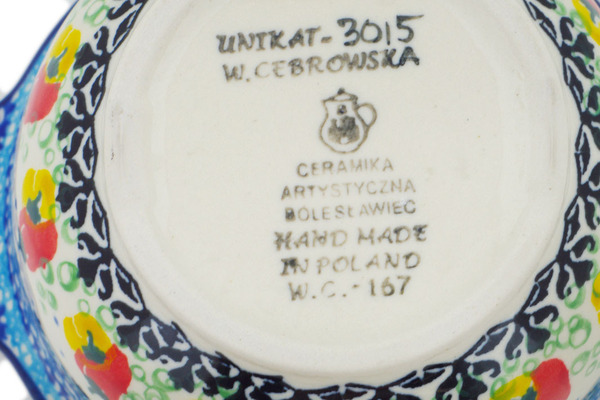 UNIKAT-3015
W. CEBROWSKA
CERAMIKA
ARTYSTYCZNA
BOLESŁAWIEC
HAND MADE
IN POLAND
W.C.-167